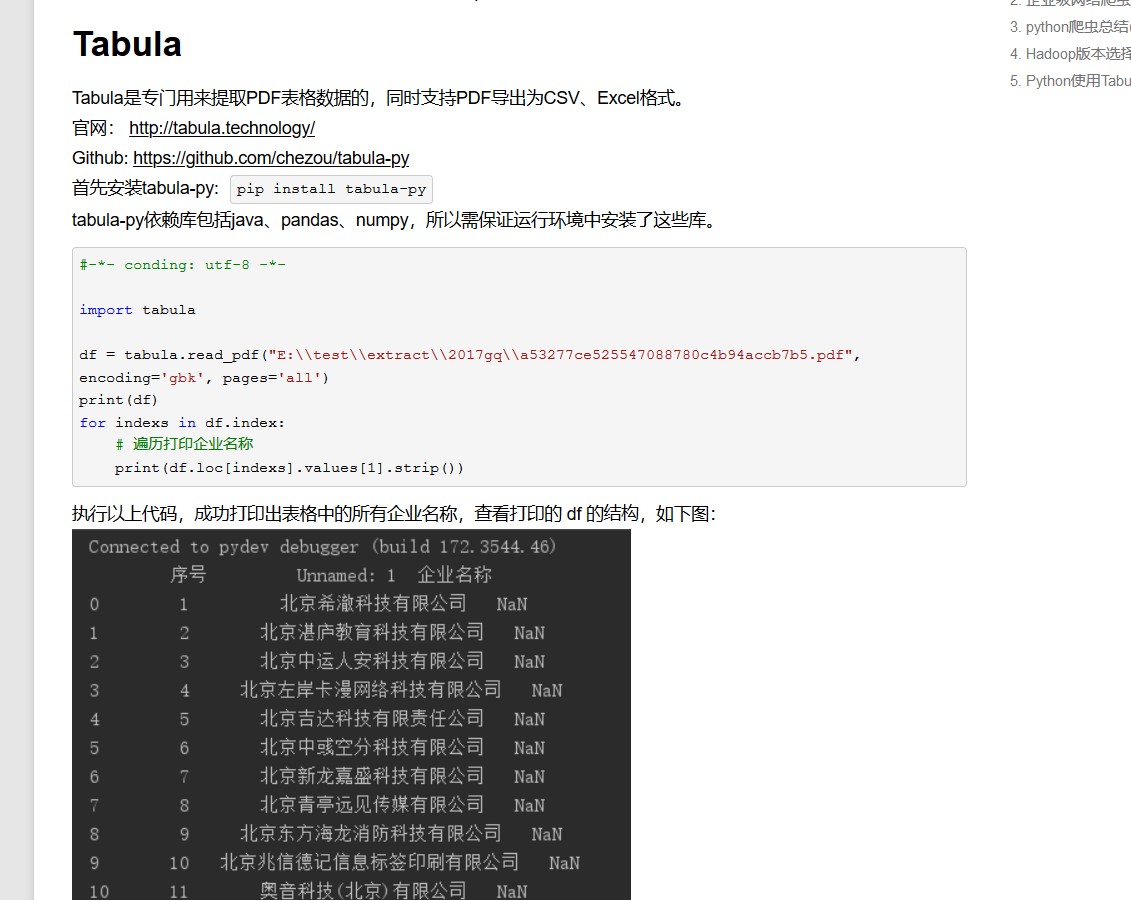 Tabula
Tabula是专门用来提取PDF表格数据的，同时支持PDF导出为CSV、Excel格式。
官网： http://tabula.technology/
Github: https://github.com/chezou/tabula-py
首先安装tabula-py: pip install tabula-py
tabula-py依赖库包括java、pandas、numpy，所以需保证运行环境中安装了这些库。
#-*- conding: utf-8 -*-
import tabula
df = tabula.read_pdf("E:\\test\\extract\\2017gq\\a53277ce525547088780c4b94accb7b5.pdf",
encoding='gbk', pages='all')
print(df)
for indexs in df.index:
# 遍历打印企业名称
print(df.loc[indexs].values[1].strip())
执行以上代码，成功打印出表格中的所有企业名称，查看打印的 df 的结构，如下图：
Connected to pydev debugger (build 172.3544.46)
序号 Unnamed: 1 企业名称
0 1 北京希澈科技有限公司 NaN
1 2 北京湛庐教育科技有限公司 NaN
2 3 北京中运人安科技有限公司 NaN
3 4 北京左岸卡漫网络科技有限公司 NaN
4 5 北京吉达科技有限责任公司 NaN
5 6 北京中彧空分科技有限公司 NaN
6 7 北京新龙嘉盛科技有限公司 NaN
7 8 北京青亭远见传媒有限公司 NaN
8 9 北京东方海龙消防科技有限公司 NaN
9 10 北京兆信德记信息标签印刷有限公司 NaN
10 11 奥音科技(北京)有限公司 NaN
2. 企业级网络爬虫
3. python爬虫总结
4. Hadoop版本选择
5. Python使用Tabu